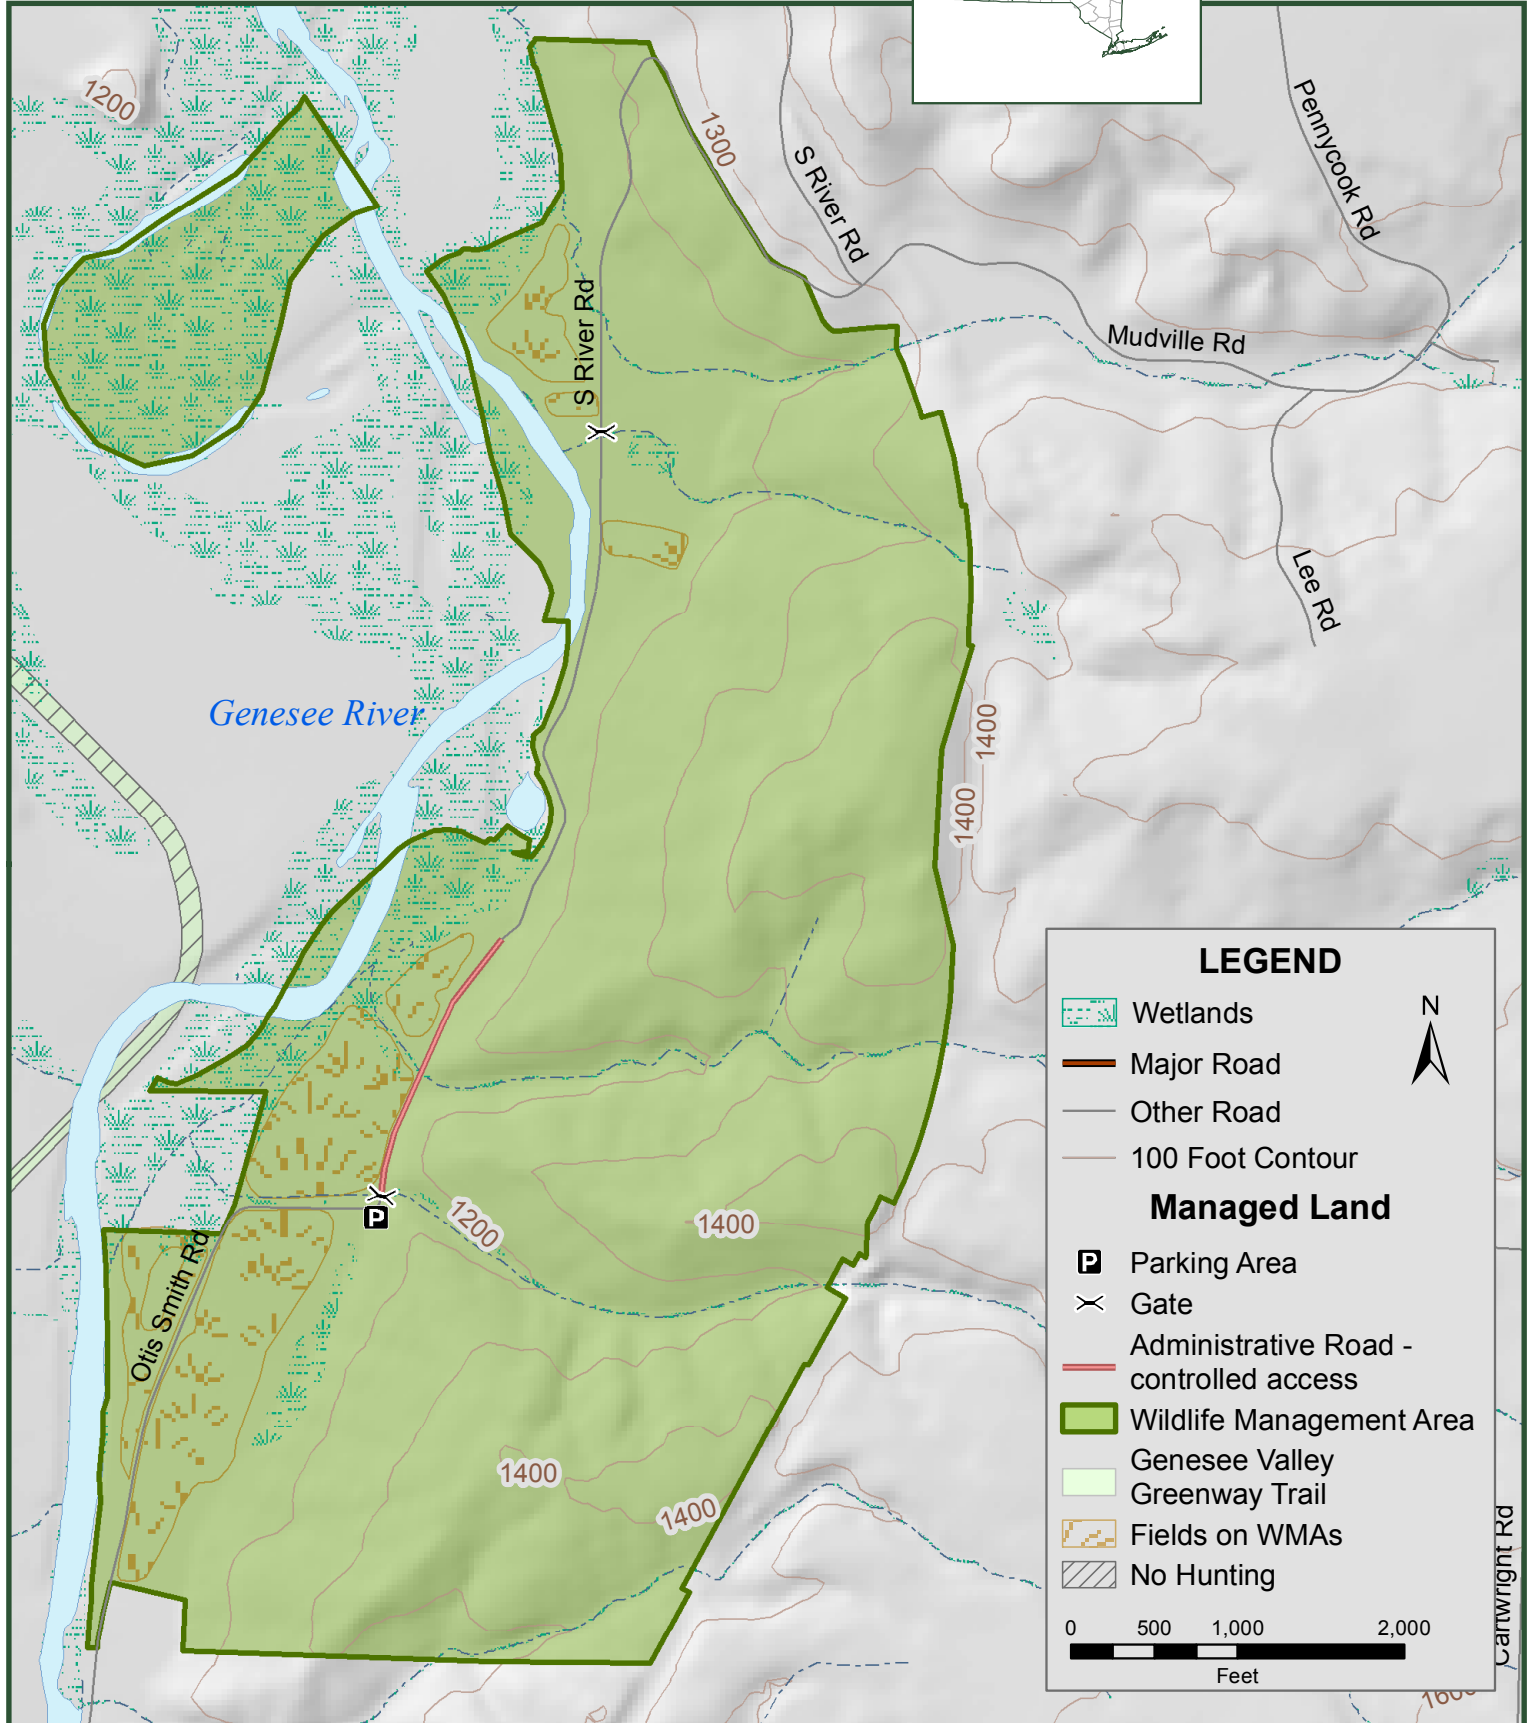 1200
1300
S River Rd
Pennycook Rd
S River Rd
Mudville Rd
Lee Rd
Genesee River
1400
1400
1200
1400
Otis Smith Rd
1400
1400
LEGEND
N
Wetlands
Major Road
Other Road
100 Foot Contour
Managed Land
P Parking Area
Gate
Administrative Road -
controlled access
Wildlife Management Area
Genesee Valley
Greenway Trail
Fields on WMAs
No Hunting
0 500 1,000 2,000
Feet
P
Cartwright Rd
1600